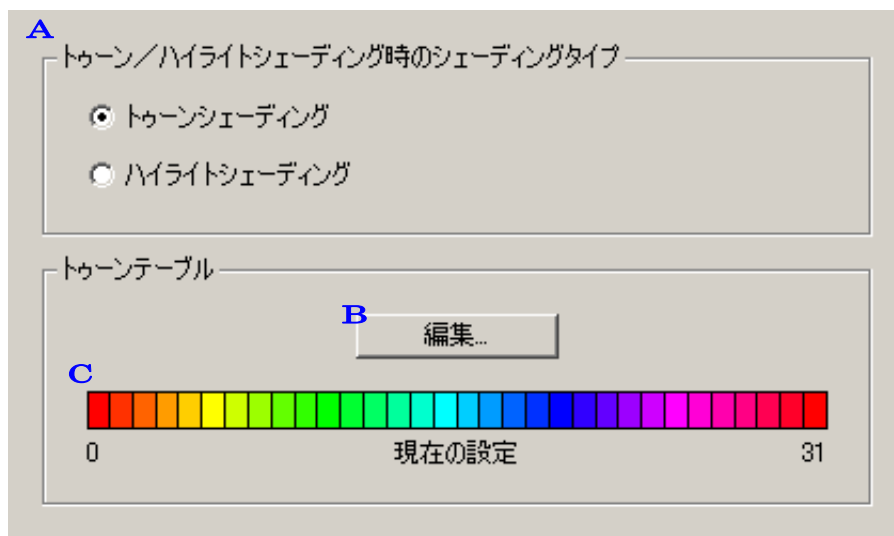 A
トゥーン／ハイライトシェーディング時のシェーディングタイプ
トゥーンシェーディング
ハイライトシェーディング
トゥーンテーブル
B
編集...
C
0 現在の設定 31